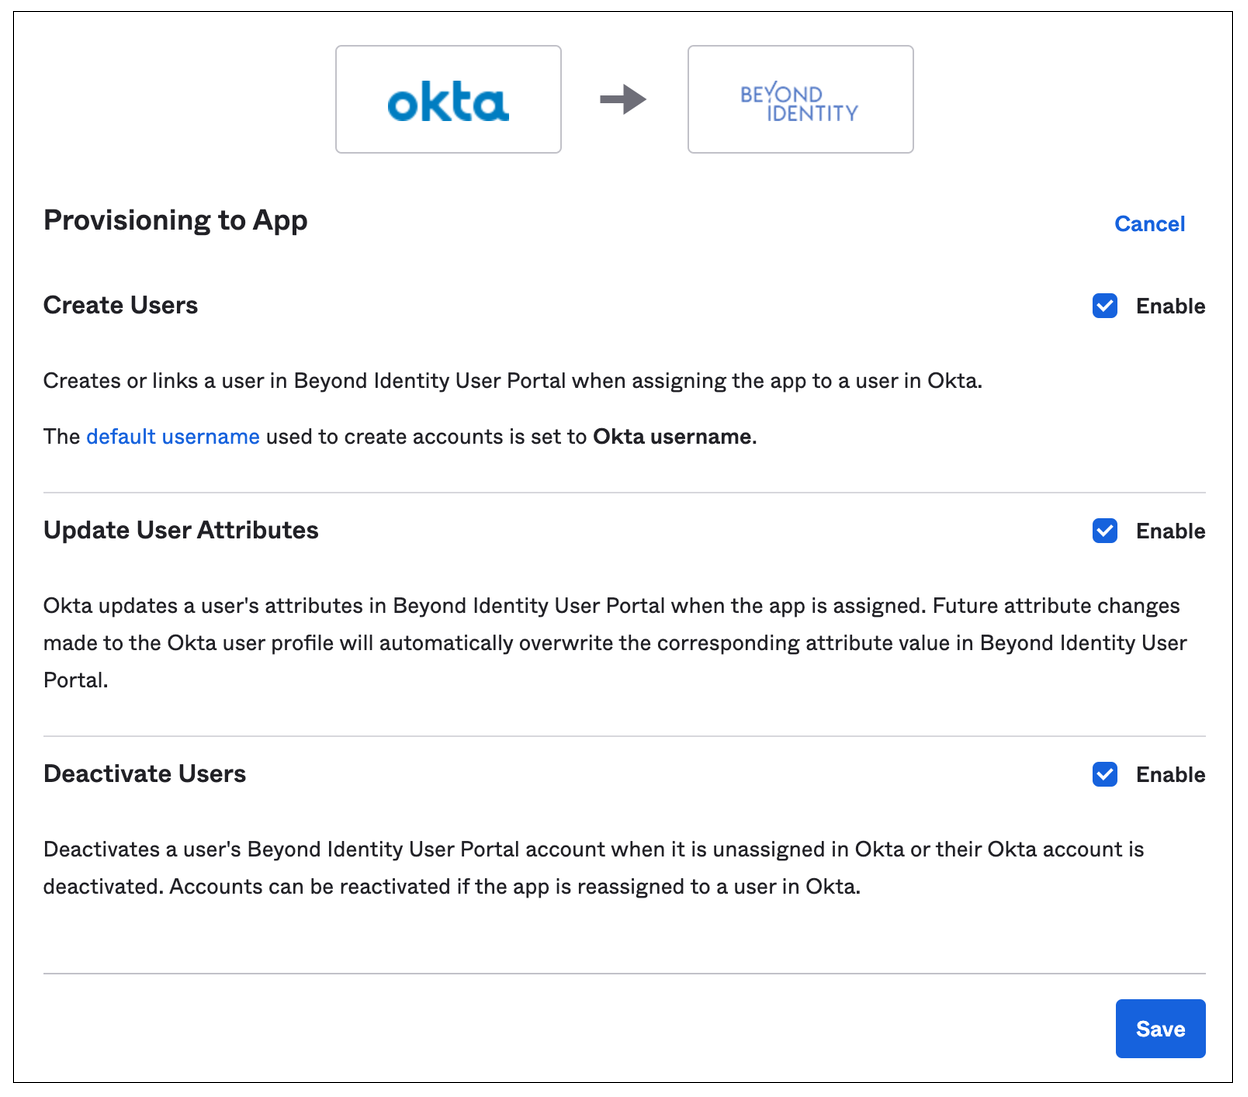 okta
BEYOND
IDENTITY
Provisioning to App
Cancel
Create Users
Enable
Creates or links a user in Beyond Identity User Portal when assigning the app to a user in Okta.
The default username used to create accounts is set to Okta username.
Update User Attributes
Enable
Okta updates a user's attributes in Beyond Identity User Portal when the app is assigned. Future attribute changes
made to the Okta user profile will automatically overwrite the corresponding attribute value in Beyond Identity User
Portal.
Deactivate Users
Enable
Deactivates a user's Beyond Identity User Portal account when it is unassigned in Okta or their Okta account is
deactivated. Accounts can be reactivated if the app is reassigned to a user in Okta.
Save